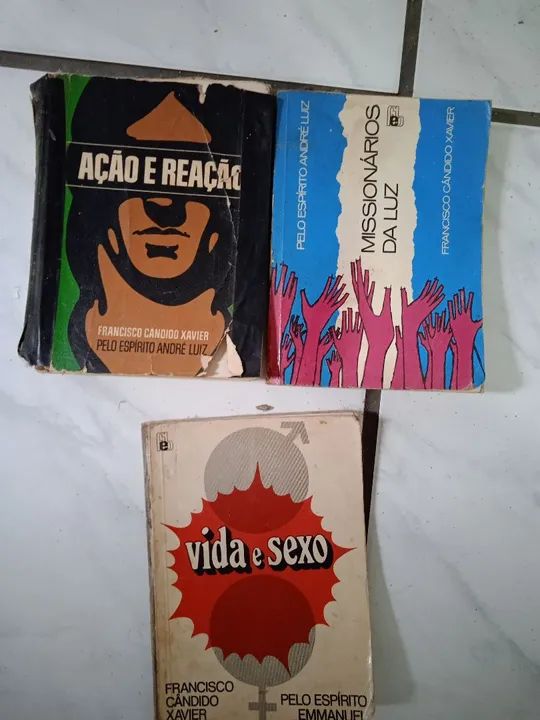 AÇÃO E REAÇÃO
FRANCISCO CÂNDIDO XAVIER
PELO ESPÍRITO ANDRÉ LUIZ
PELO ESPÍRITO ANDRÉ LUIZ
MISSIONÁRIOS
DA LUZ
FRANCISCO CÂNDIDO XAVIER
vida e sexo
FRANCISCO
CÂNDIDO
XAVIER
PELO ESPÍRITO
EMMANUEL